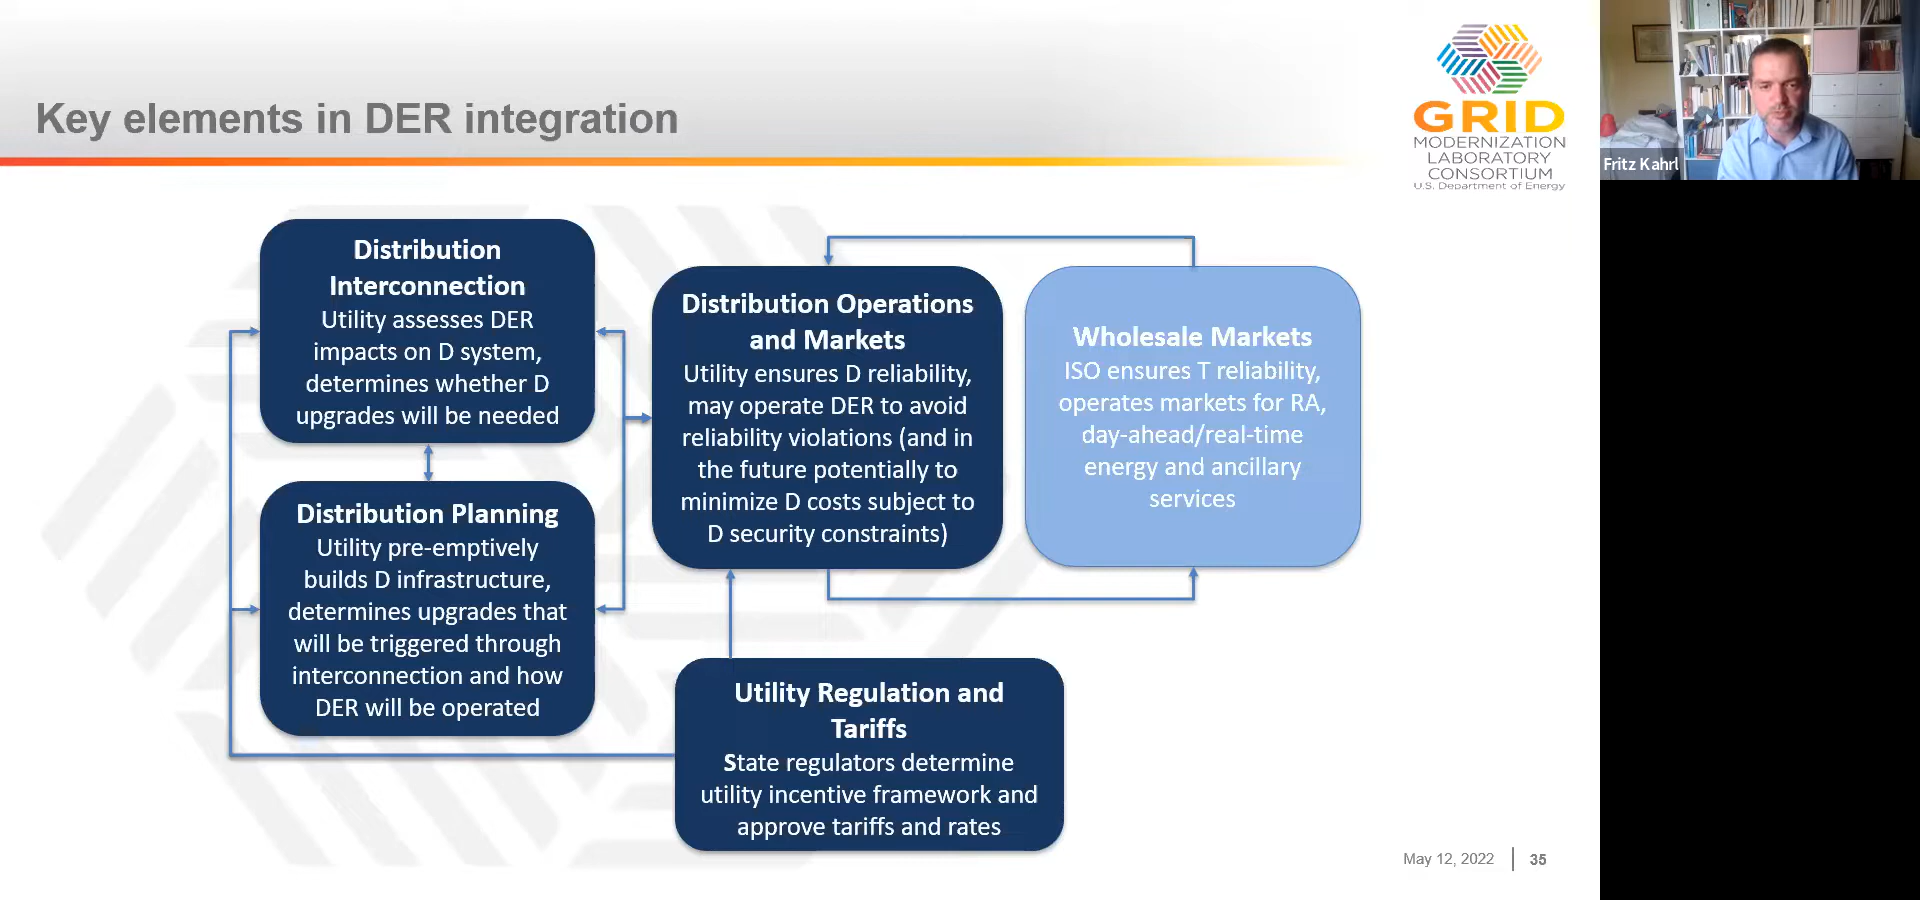 Key elements in DER integration
GRID
MODERNIZATION
LABORATORY
CONSORTIUM
U.S. Department of Energy
Fritz Kahrl
Distribution
Interconnection
Utility assesses DER
impacts on D system,
determines whether D
upgrades will be needed
Distribution Planning
Utility pre-emptively
builds D infrastructure,
determines upgrades that
will be triggered through
interconnection and how
DER will be operated
Distribution Operations
and Markets
Utility ensures D reliability,
may operate DER to avoid
reliability violations (and in
the future potentially to
minimize D costs subject to
D security constraints)
Wholesale Markets
ISO ensures T reliability,
operates markets for RA,
day-ahead/real-time
energy and ancillary
services
Utility Regulation and
Tariffs
State regulators determine
utility incentive framework and
approve tariffs and rates
May 12, 2022
35